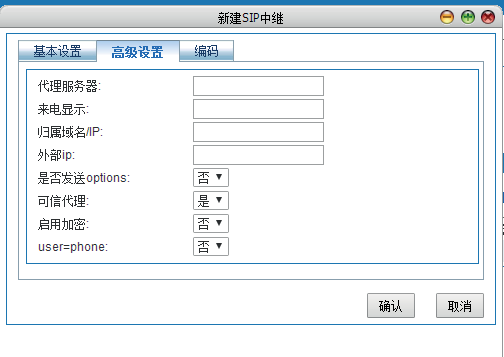 新建SIP中继
基本设置 高级设置 编码
代理服务器:
来电显示:
归属域名/IP:
外部ip:
是否发送options: 否
可信代理: 是
启用加密: 否
user=phone: 否
确认 取消